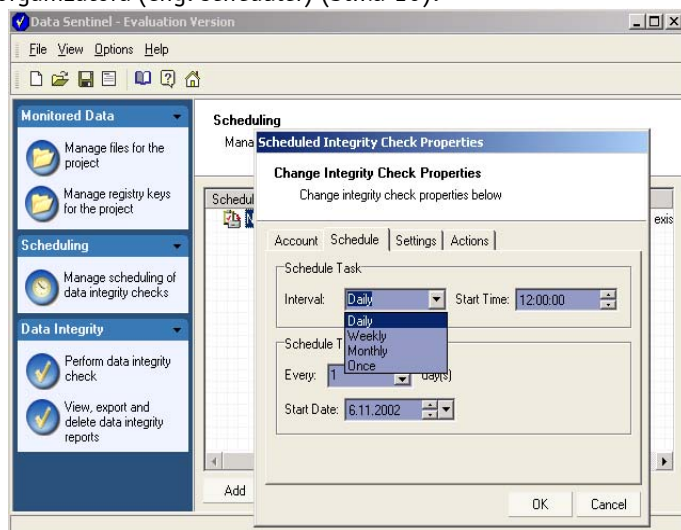 Data Sentinel - Evaluation Version
File View Options Help
Monitored Data
Manage files for the
project
Manage registry keys
for the project
Scheduling
Manage scheduling of
data integrity checks
Data Integrity
Perform data integrity
check
View, export and
delete data integrity
reports
Scheduling
Mana
Schedul
exis
Add
Scheduled Integrity Check Properties
Change Integrity Check Properties
Change integrity check properties below
Account Schedule Settings Actions
Schedule Task
Interval: Daily Start Time: 12:00:00
Daily
Weekly
Monthly
Once
Schedule T
Every: 1 day(s)
Start Date: 6.11.2002
OK Cancel